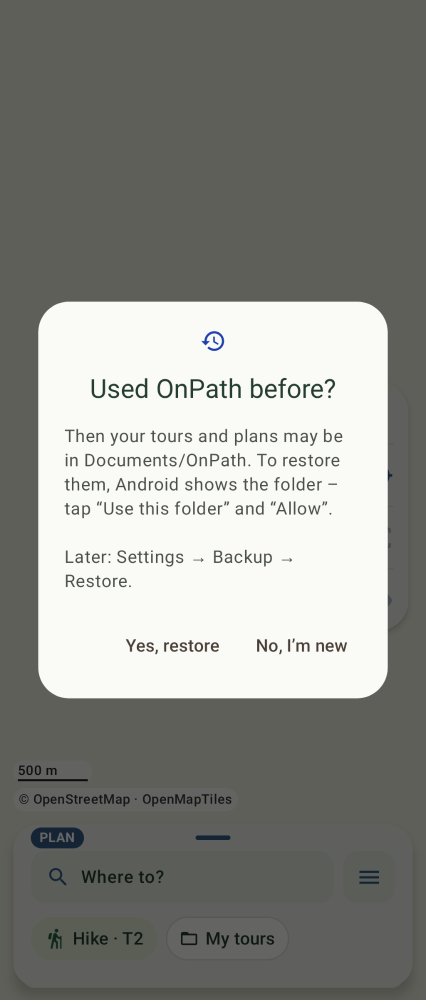 Used OnPath before?
Then your tours and plans may be
in Documents/OnPath. To restore
them, Android shows the folder –
tap “Use this folder” and “Allow”.
Later: Settings → Backup →
Restore.
Yes, restore No, I’m new
500 m
© OpenStreetMap · OpenMapTiles
PLAN
Where to?
Hike · T2 My tours